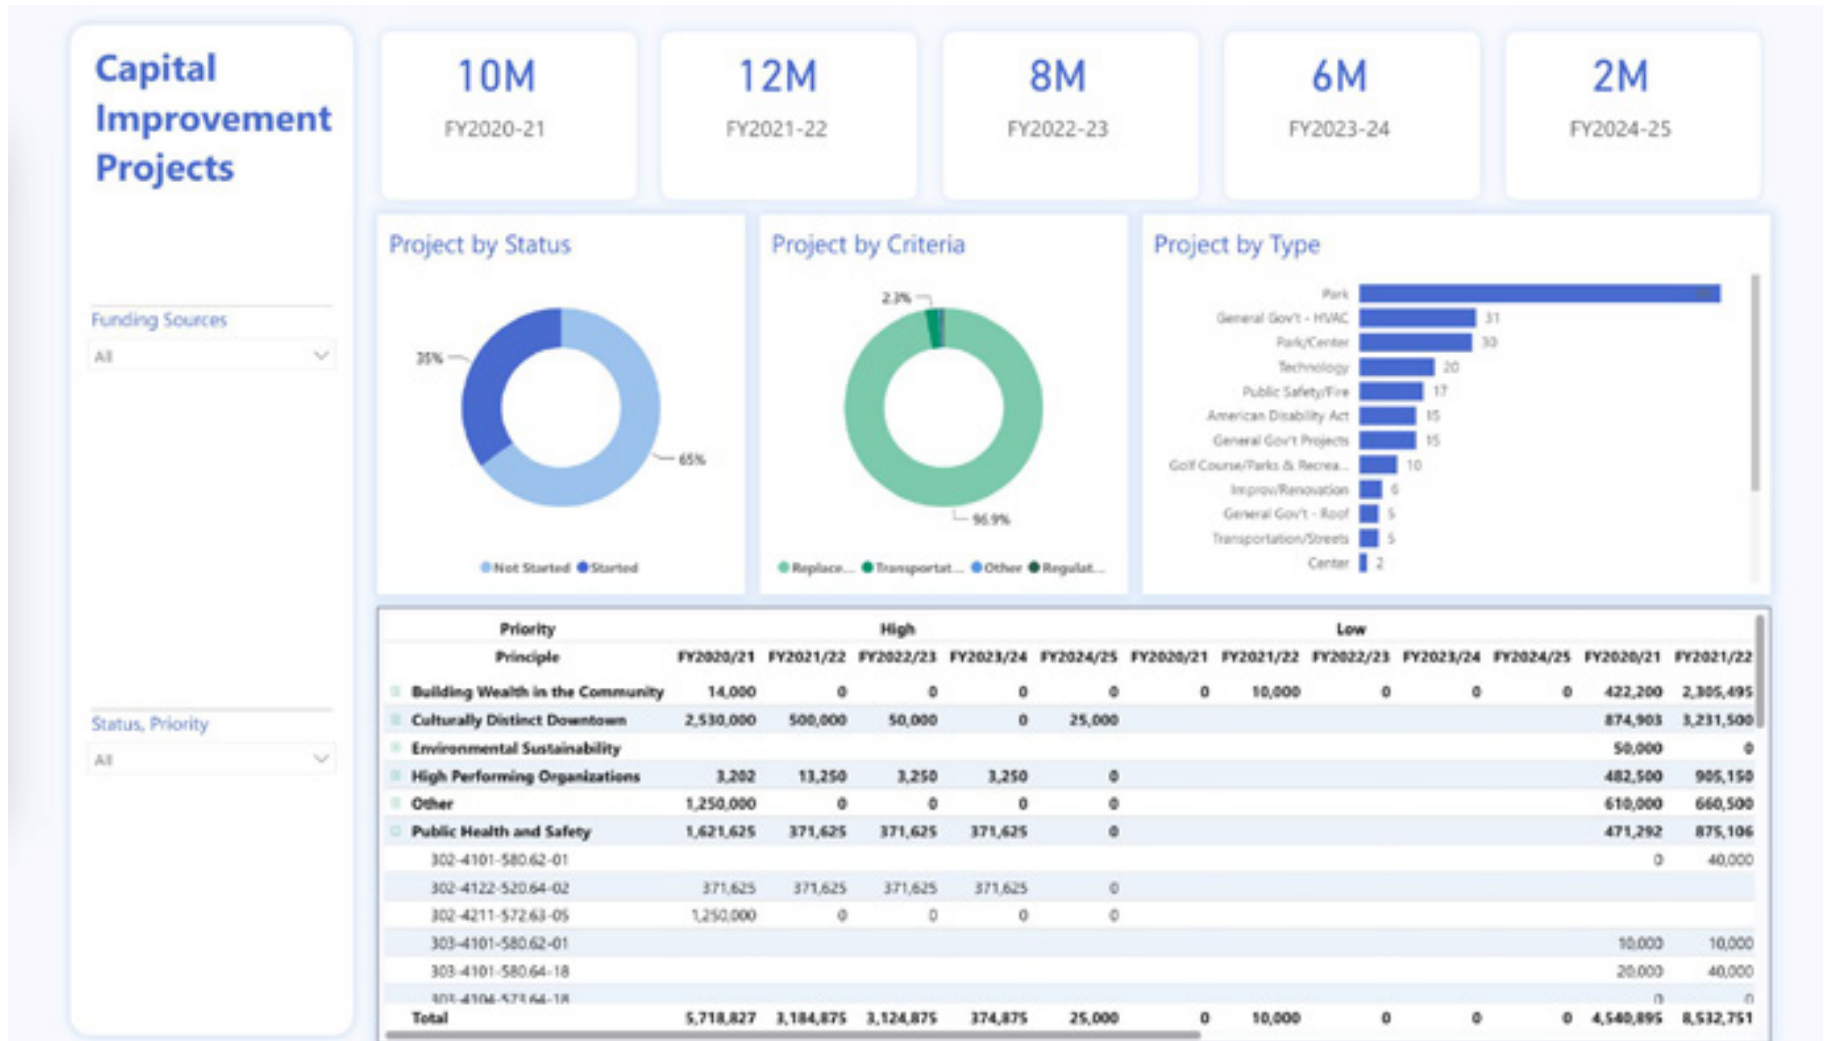 Capital
Improvement
Projects
10M
FY2020-21
12M
FY2021-22
8M
FY2022-23
6M
FY2023-24
2M
FY2024-25
Funding Sources
All
Status, Priority
All
Project by Status
35%
65%
Not Started Started
Project by Criteria
2.3%
96.9%
Replace... Transportat... Other Regulat...
Project by Type
Park
General Gov't - HVAC 31
Park/Center 30
Technology 20
Public Safety/Fire 17
American Disability Act 15
General Gov't Projects 15
Golf Course/Parks & Recrea... 10
Improv/Renovation 6
General Gov't - Roof 5
Transportation/Streets 5
Center 2
Priority High Low
Principle FY2020/21 FY2021/22 FY2022/23 FY2023/24 FY2024/25 FY2020/21 FY2021/22 FY2022/23 FY2023/24 FY2024/25 FY2020/21 FY2021/22
Building Wealth in the Community 14,000 0 0 0 0 0 10,000 0 0 0 422,200 2,305,495
Culturally Distinct Downtown 2,530,000 500,000 50,000 0 25,000 874,903 3,231,500
Environmental Sustainability 50,000 0
High Performing Organizations 3,202 13,250 3,250 3,250 0 482,500 905,150
Other 1,250,000 0 0 0 0 610,000 660,500
Public Health and Safety 1,621,625 371,625 371,625 371,625 0 471,292 875,106
302-4101-580.62-01 0 40,000
302-4122-520.64-02 371,625 371,625 371,625 371,625 0
302-4211-572.63-05 1,250,000 0 0 0 0
303-4101-580.62-01 10,000 10,000
303-4101-580.64-18 20,000 40,000
303-4104-573.64-18 0 0
Total 5,718,827 3,184,875 3,124,875 374,875 25,000 0 10,000 0 0 0 4,540,895 8,532,751